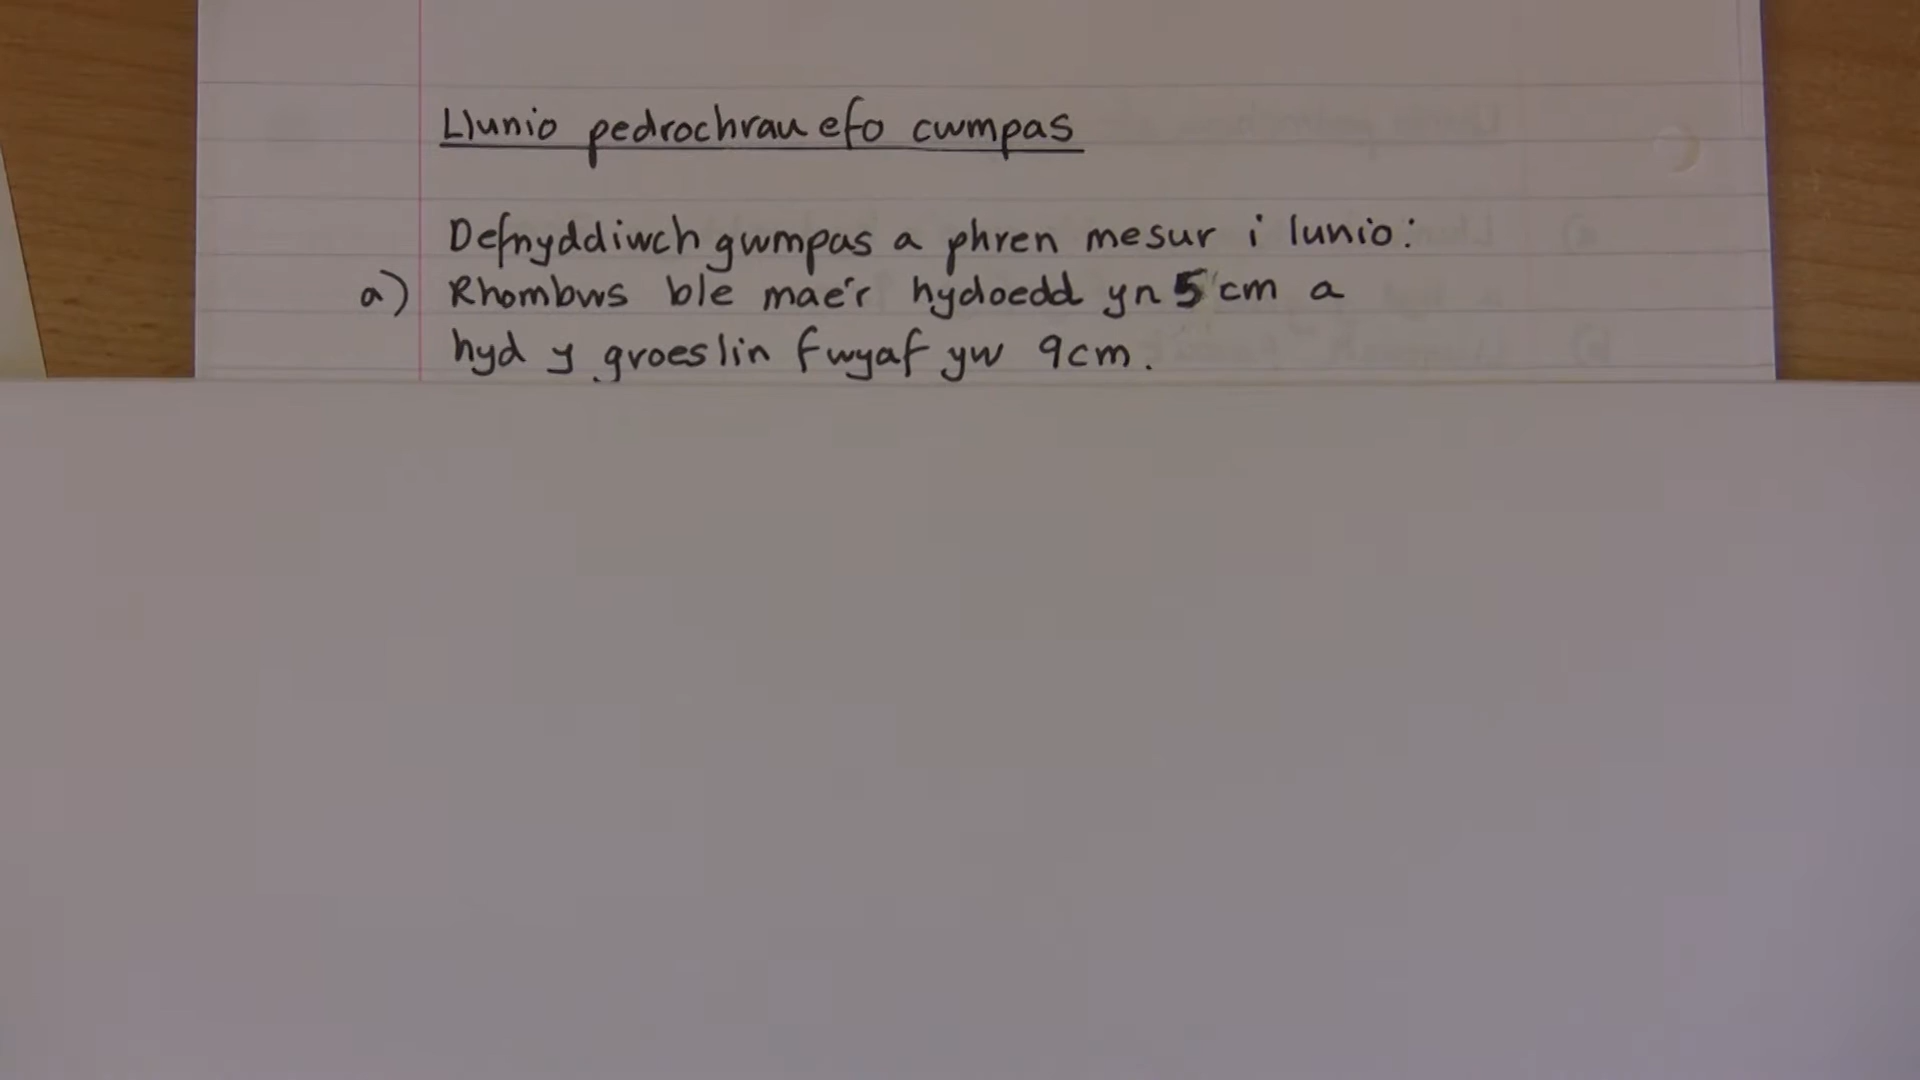 Llunio pedrochrau efo cwmpas
Defnyddiwch gwmpas a phren mesur i lunio:
a) Rhombws ble mae'r hydoedd yn 5 cm a
hyd y groeslin fwyaf yw 9cm.